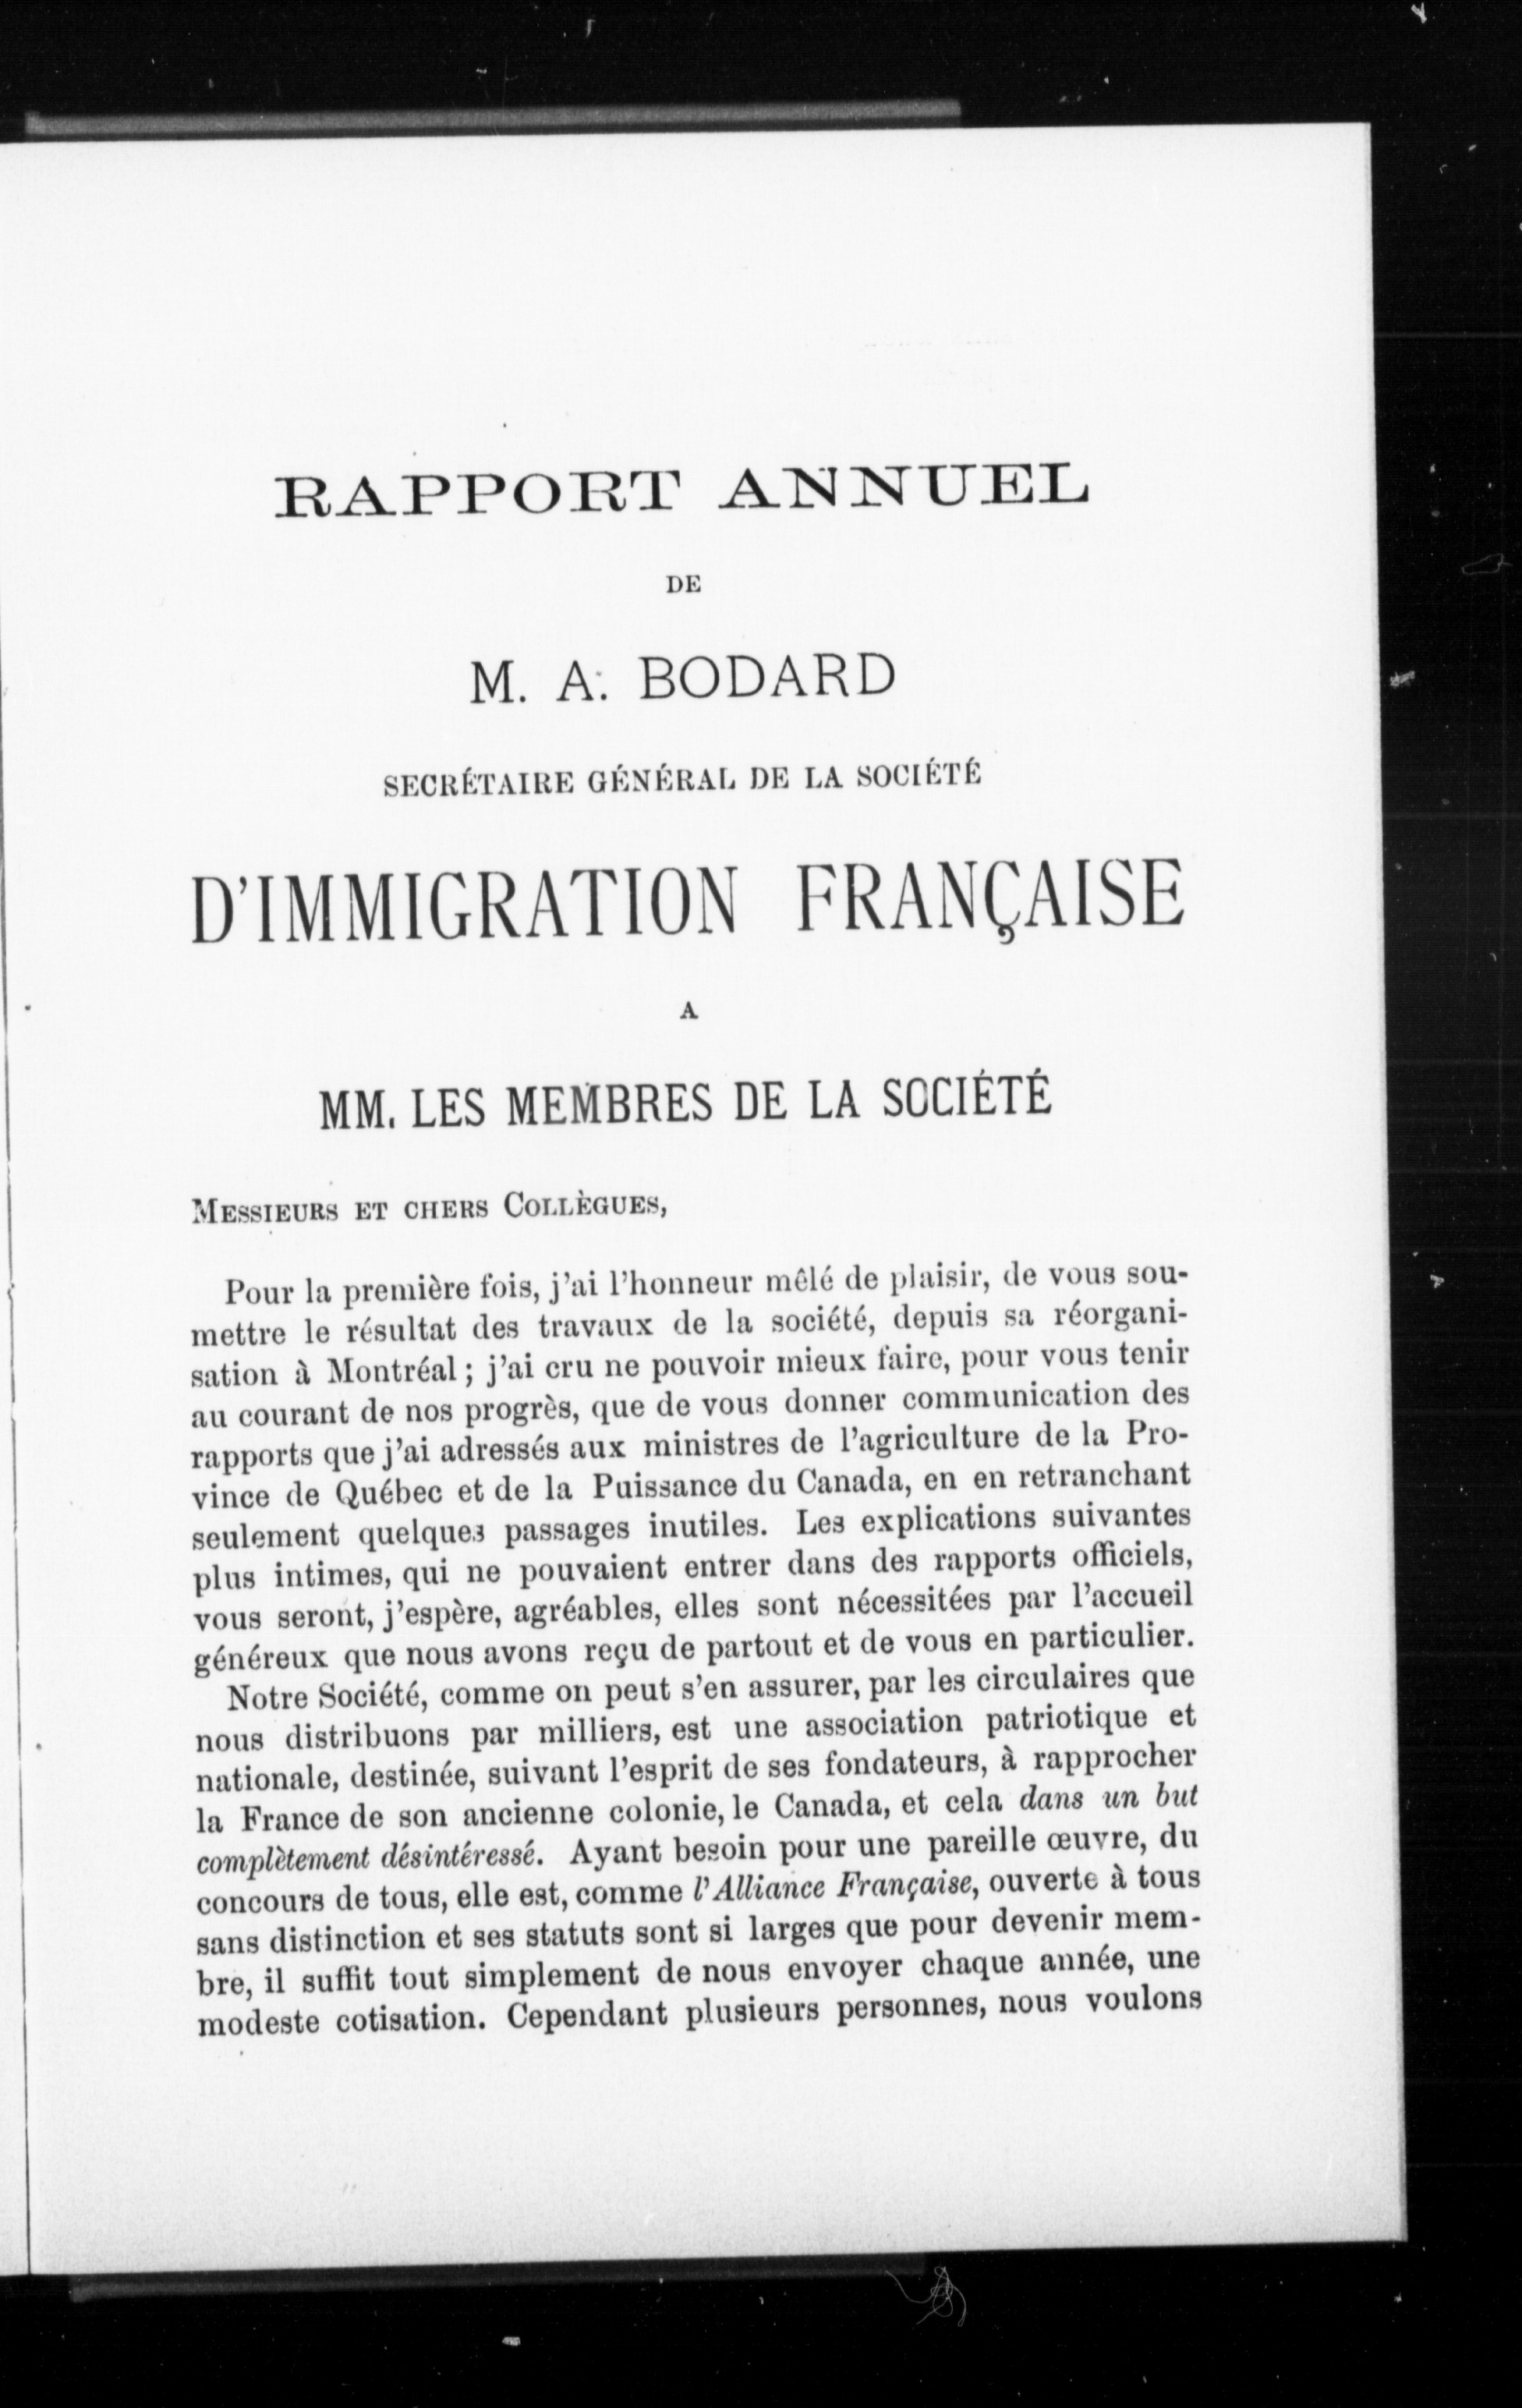 RAPPORT ANNUEL
DE
M. A. BODARD
SECRÉTAIRE GÉNÉRAL DE LA SOCIÉTÉ
D'IMMIGRATION FRANÇAISE
A
MM. LES MEMBRES DE LA SOCIÉTÉ
MESSIEURS ET CHERS COLLÈGUES,
Pour la première fois, j'ai l'honneur mêlé de plaisir, de vous sou-
mettre le résultat des travaux de la société, depuis sa réorgani-
sation à Montréal ; j'ai cru ne pouvoir mieux faire, pour vous tenir
au courant de nos progrès, que de vous donner communication des
rapports que j'ai adressés aux ministres de l'agriculture de la Pro-
vince de Québec et de la Puissance du Canada, en en retranchant
seulement quelques passages inutiles. Les explications suivantes
plus intimes, qui ne pouvaient entrer dans des rapports officiels,
vous seront, j'espère, agréables, elles sont nécessitées par l'accueil
généreux que nous avons reçu de partout et de vous en particulier.
Notre Société, comme on peut s'en assurer, par les circulaires que
nous distribuons par milliers, est une association patriotique et
nationale, destinée, suivant l'esprit de ses fondateurs, à rapprocher
la France de son ancienne colonie, le Canada, et cela dans un but
complètement désintéressé. Ayant besoin pour une pareille œuvre, du
concours de tous, elle est, comme l'Alliance Française, ouverte à tous
sans distinction et ses statuts sont si larges que pour devenir mem-
bre, il suffit tout simplement de nous envoyer chaque année, une
modeste cotisation. Cependant plusieurs personnes, nous voulons